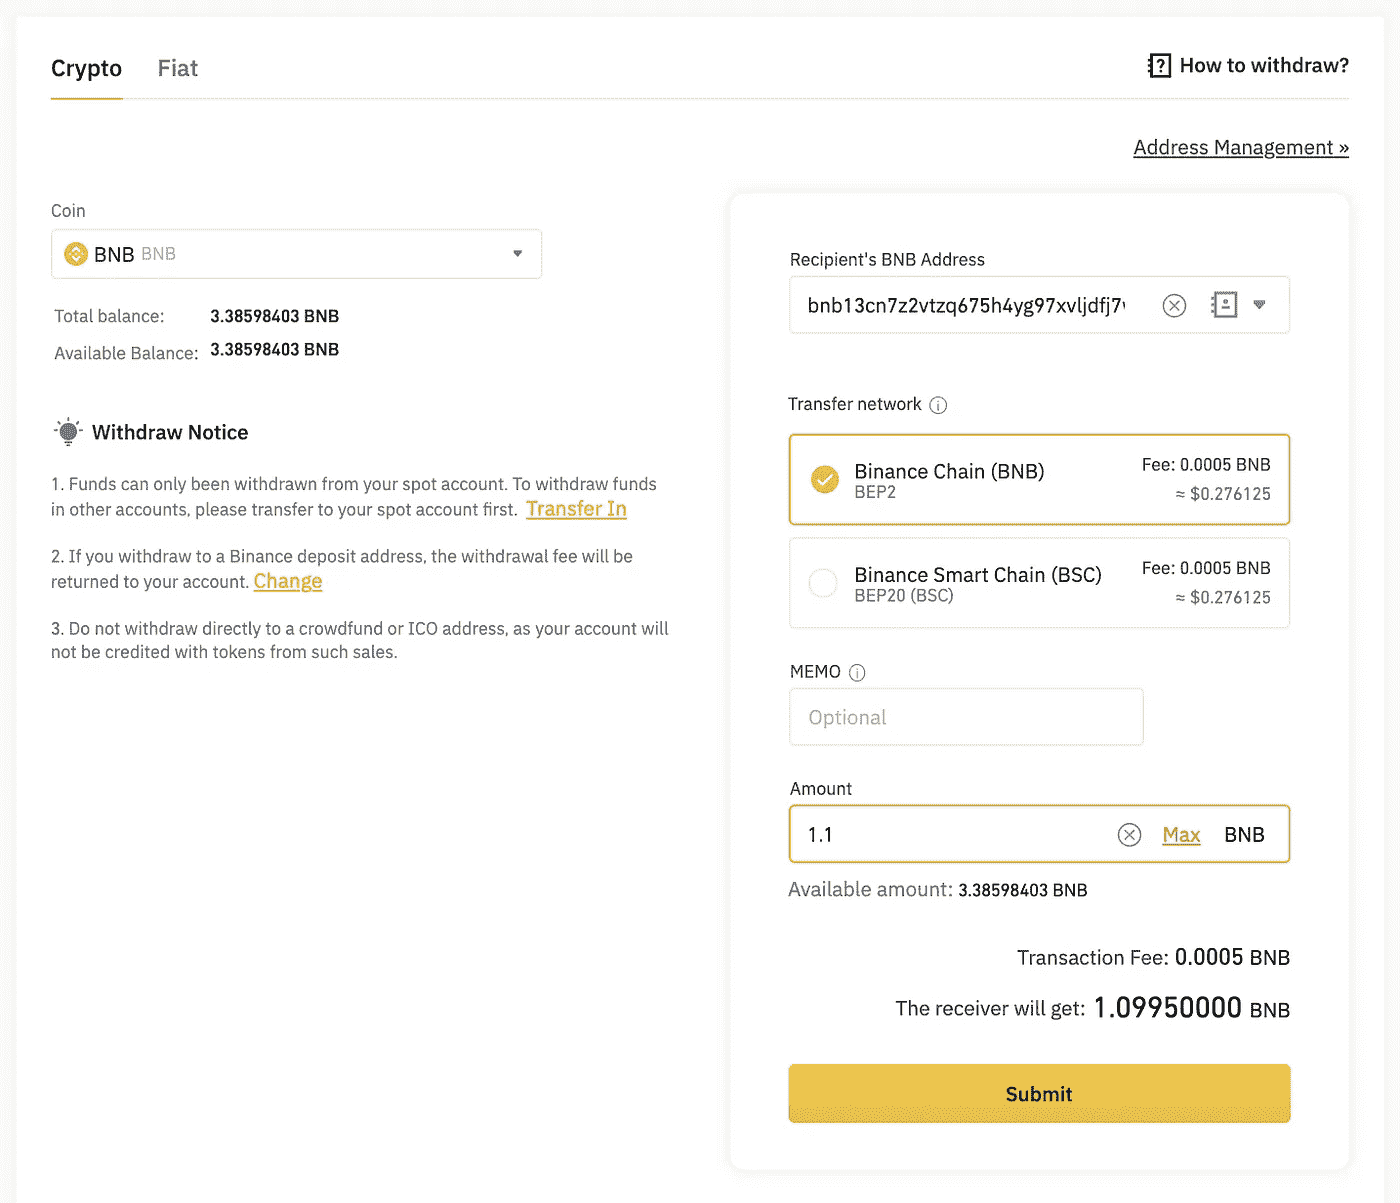 Crypto Fiat
How to withdraw?
Address Management »
Coin
BNB BNB
Total balance: 3.38598403 BNB
Available Balance: 3.38598403 BNB
Withdraw Notice
1. Funds can only been withdrawn from your spot account. To withdraw funds
in other accounts, please transfer to your spot account first. Transfer In
2. If you withdraw to a Binance deposit address, the withdrawal fee will be
returned to your account. Change
3. Do not withdraw directly to a crowdfund or ICO address, as your account will
not be credited with tokens from such sales.
Recipient's BNB Address
bnb13cn7z2vtzq675h4yg97xvljdfj7
Transfer network
Binance Chain (BNB) Fee: 0.0005 BNB
BEP2 ≈ $0.276125
Binance Smart Chain (BSC) Fee: 0.0005 BNB
BEP20 (BSC) ≈ $0.276125
MEMO
Optional
Amount
1.1 Max BNB
Available amount: 3.38598403 BNB
Transaction Fee: 0.0005 BNB
The receiver will get: 1.09950000 BNB
Submit